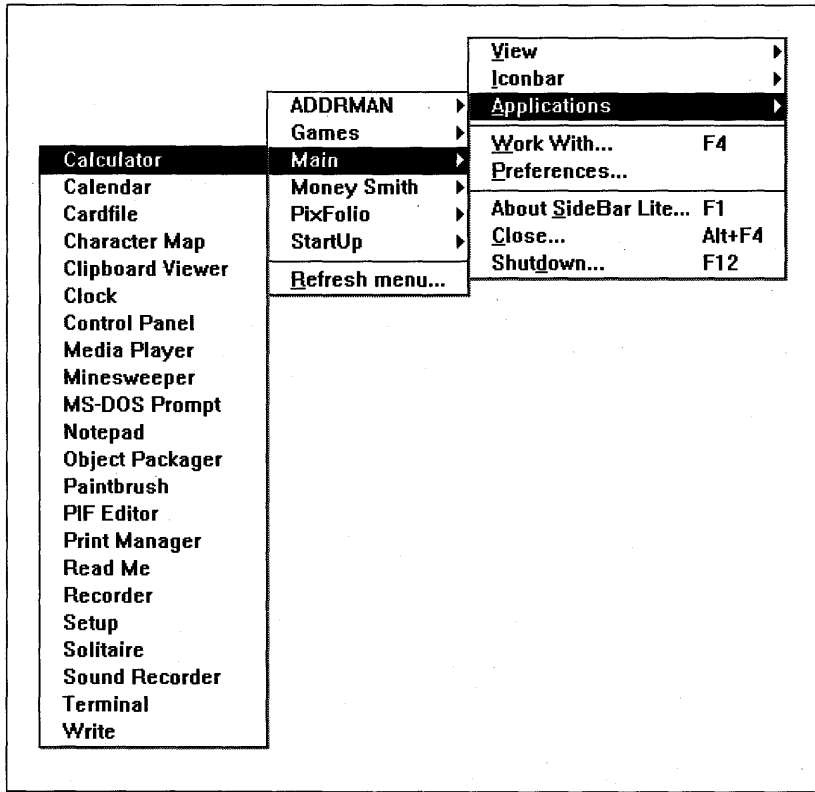 View
Iconbar
Applications
Work With... F4
Preferences...
About SideBar Lite... F1
Close... Alt+F4
Shutdown... F12
ADDRMAN
Games
Main
Money Smith
PixFolio
StartUp
Refresh menu...
Calculator
Calendar
Cardfile
Character Map
Clipboard Viewer
Clock
Control Panel
Media Player
Minesweeper
MS-DOS Prompt
Notepad
Object Packager
Paintbrush
PIF Editor
Print Manager
Read Me
Recorder
Setup
Solitaire
Sound Recorder
Terminal
Write